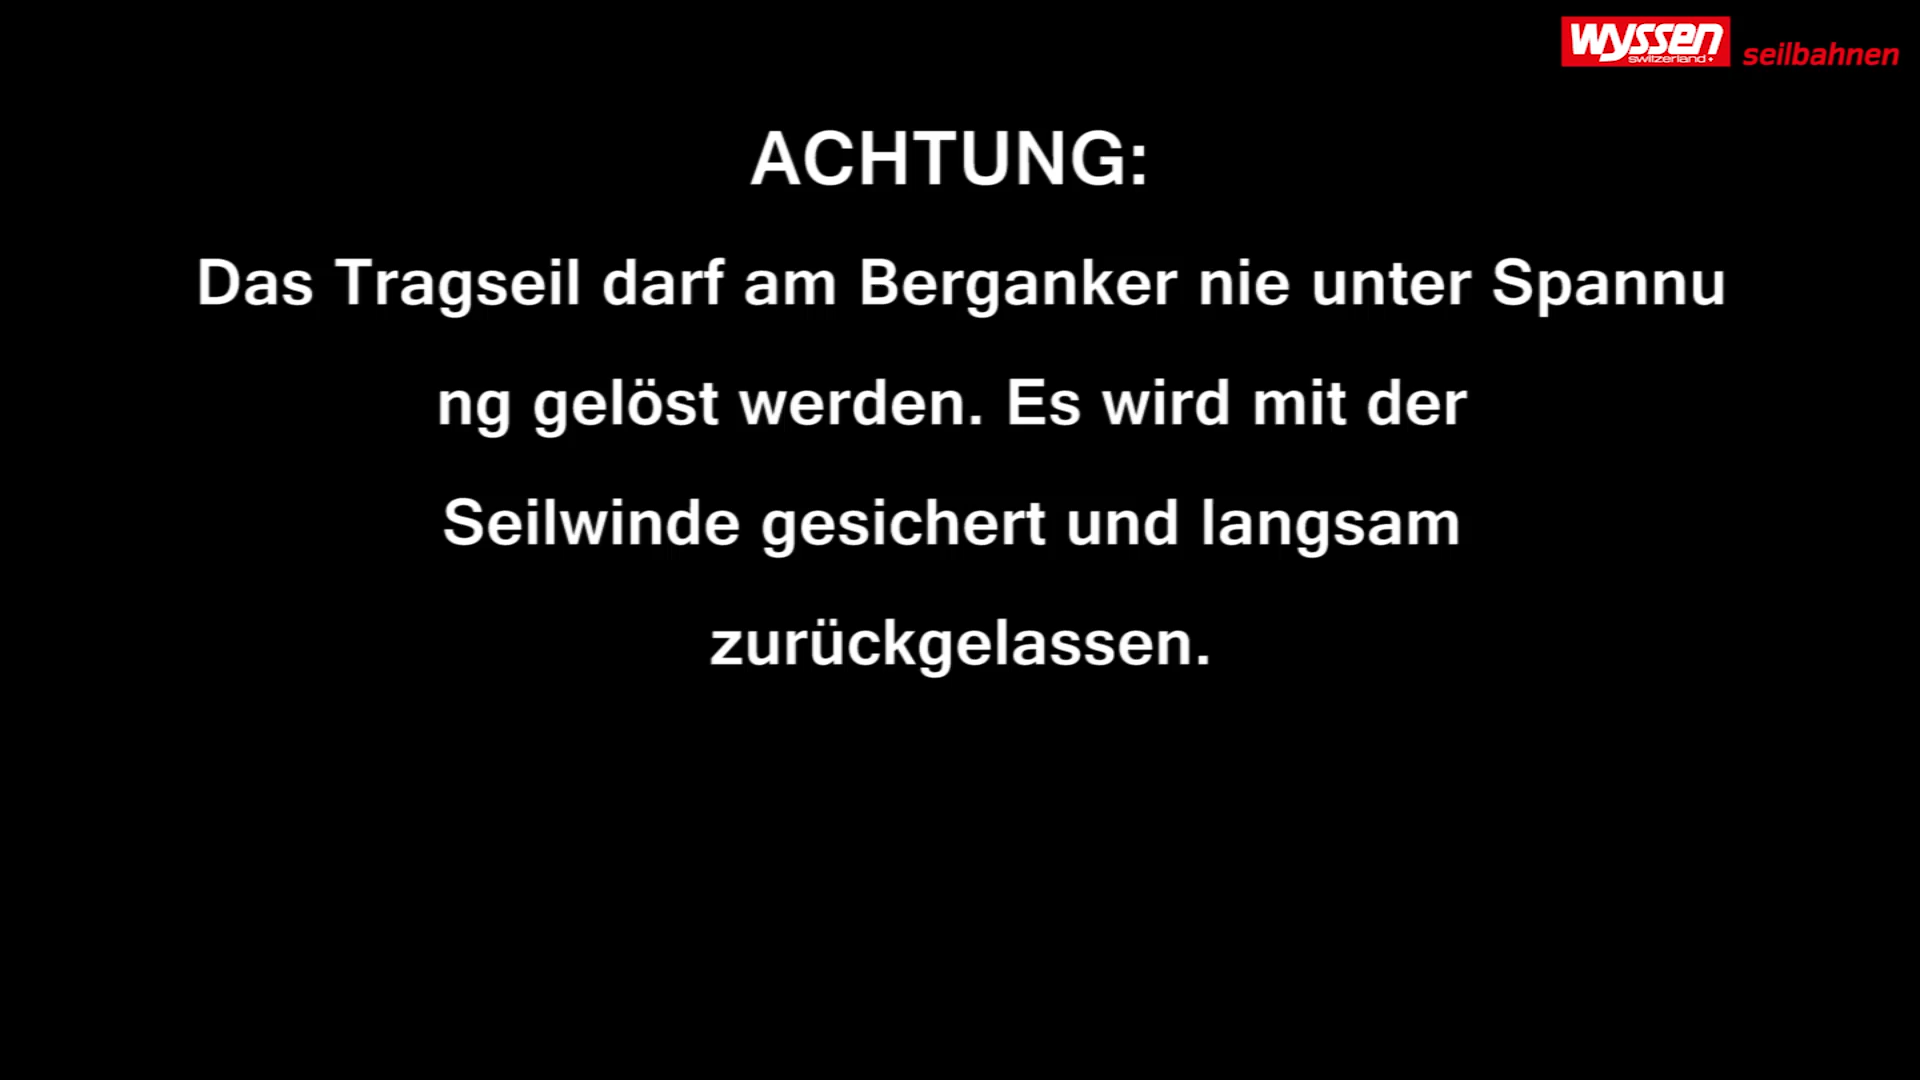 wyssen
switzerland+
seilbahnen
ACHTUNG:
Das Tragseil darf am Berganker nie unter Spannu
ng gelöst werden. Es wird mit der
Seilwinde gesichert und langsam
zurückgelassen.